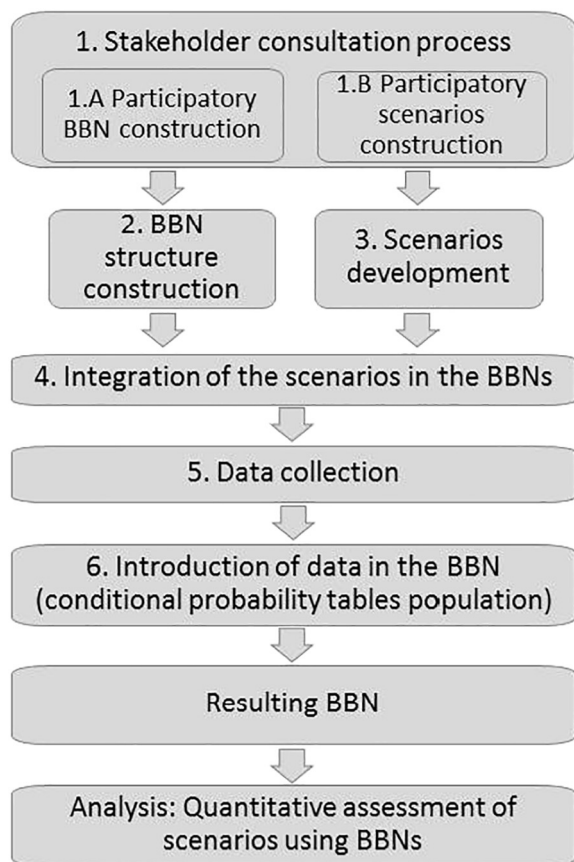 1. Stakeholder consultation process
1.A Participatory
BBN construction
1.B Participatory
scenarios
construction
2. BBN
structure
construction
3. Scenarios
development
4. Integration of the scenarios in the BBNs
5. Data collection
6. Introduction of data in the BBN
(conditional probability tables population)
Resulting BBN
Analysis: Quantitative assessment of
scenarios using BBNs